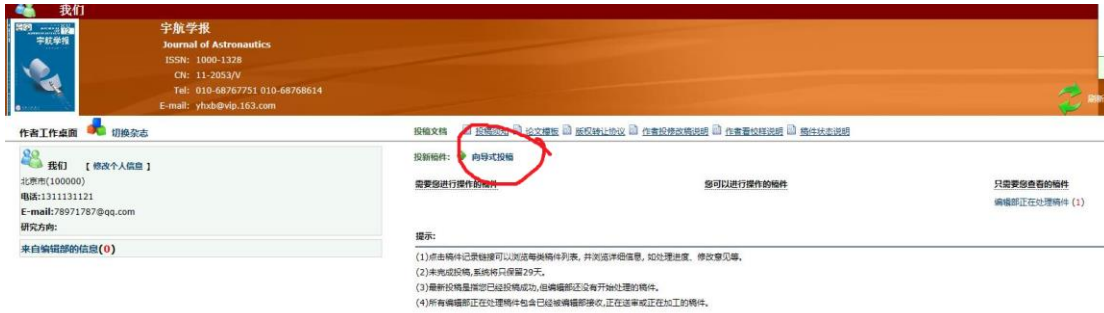 我们
宇航学报
宇航学报
Journal of Astronautics
ISSN: 1000-1328
CN: 11-2053/V
Tel: 010-68767751 010-68768614
E-mail: yhxb@vip.163.com
刷新
作者工作桌面 切换杂志
投稿文档 投稿须知 论文模板 版权转让协议 作者投修改稿说明 作者看校样说明 稿件状态说明
我们 【 修改个人信息 】
北京市(100000)
电话:1311131121
E-mail:78971787@qq.com
研究方向:
来自编辑部的信息(0)
投新稿件: 向导式投稿
需要您进行操作的稿件 您可以进行操作的稿件 只需要您查看的稿件
编辑部正在处理稿件 (1)
提示:
(1)点击稿件记录链接可以浏览每类稿件列表, 并浏览详细信息, 如处理进度、修改意见等。
(2)未完成投稿,系统将只保留29天。
(3)最新投稿是指您已经投稿成功,但编辑部还没有开始处理的稿件。
(4)所有编辑部正在处理稿件包含已经被编辑部接收,正在送审或正在加工的稿件。